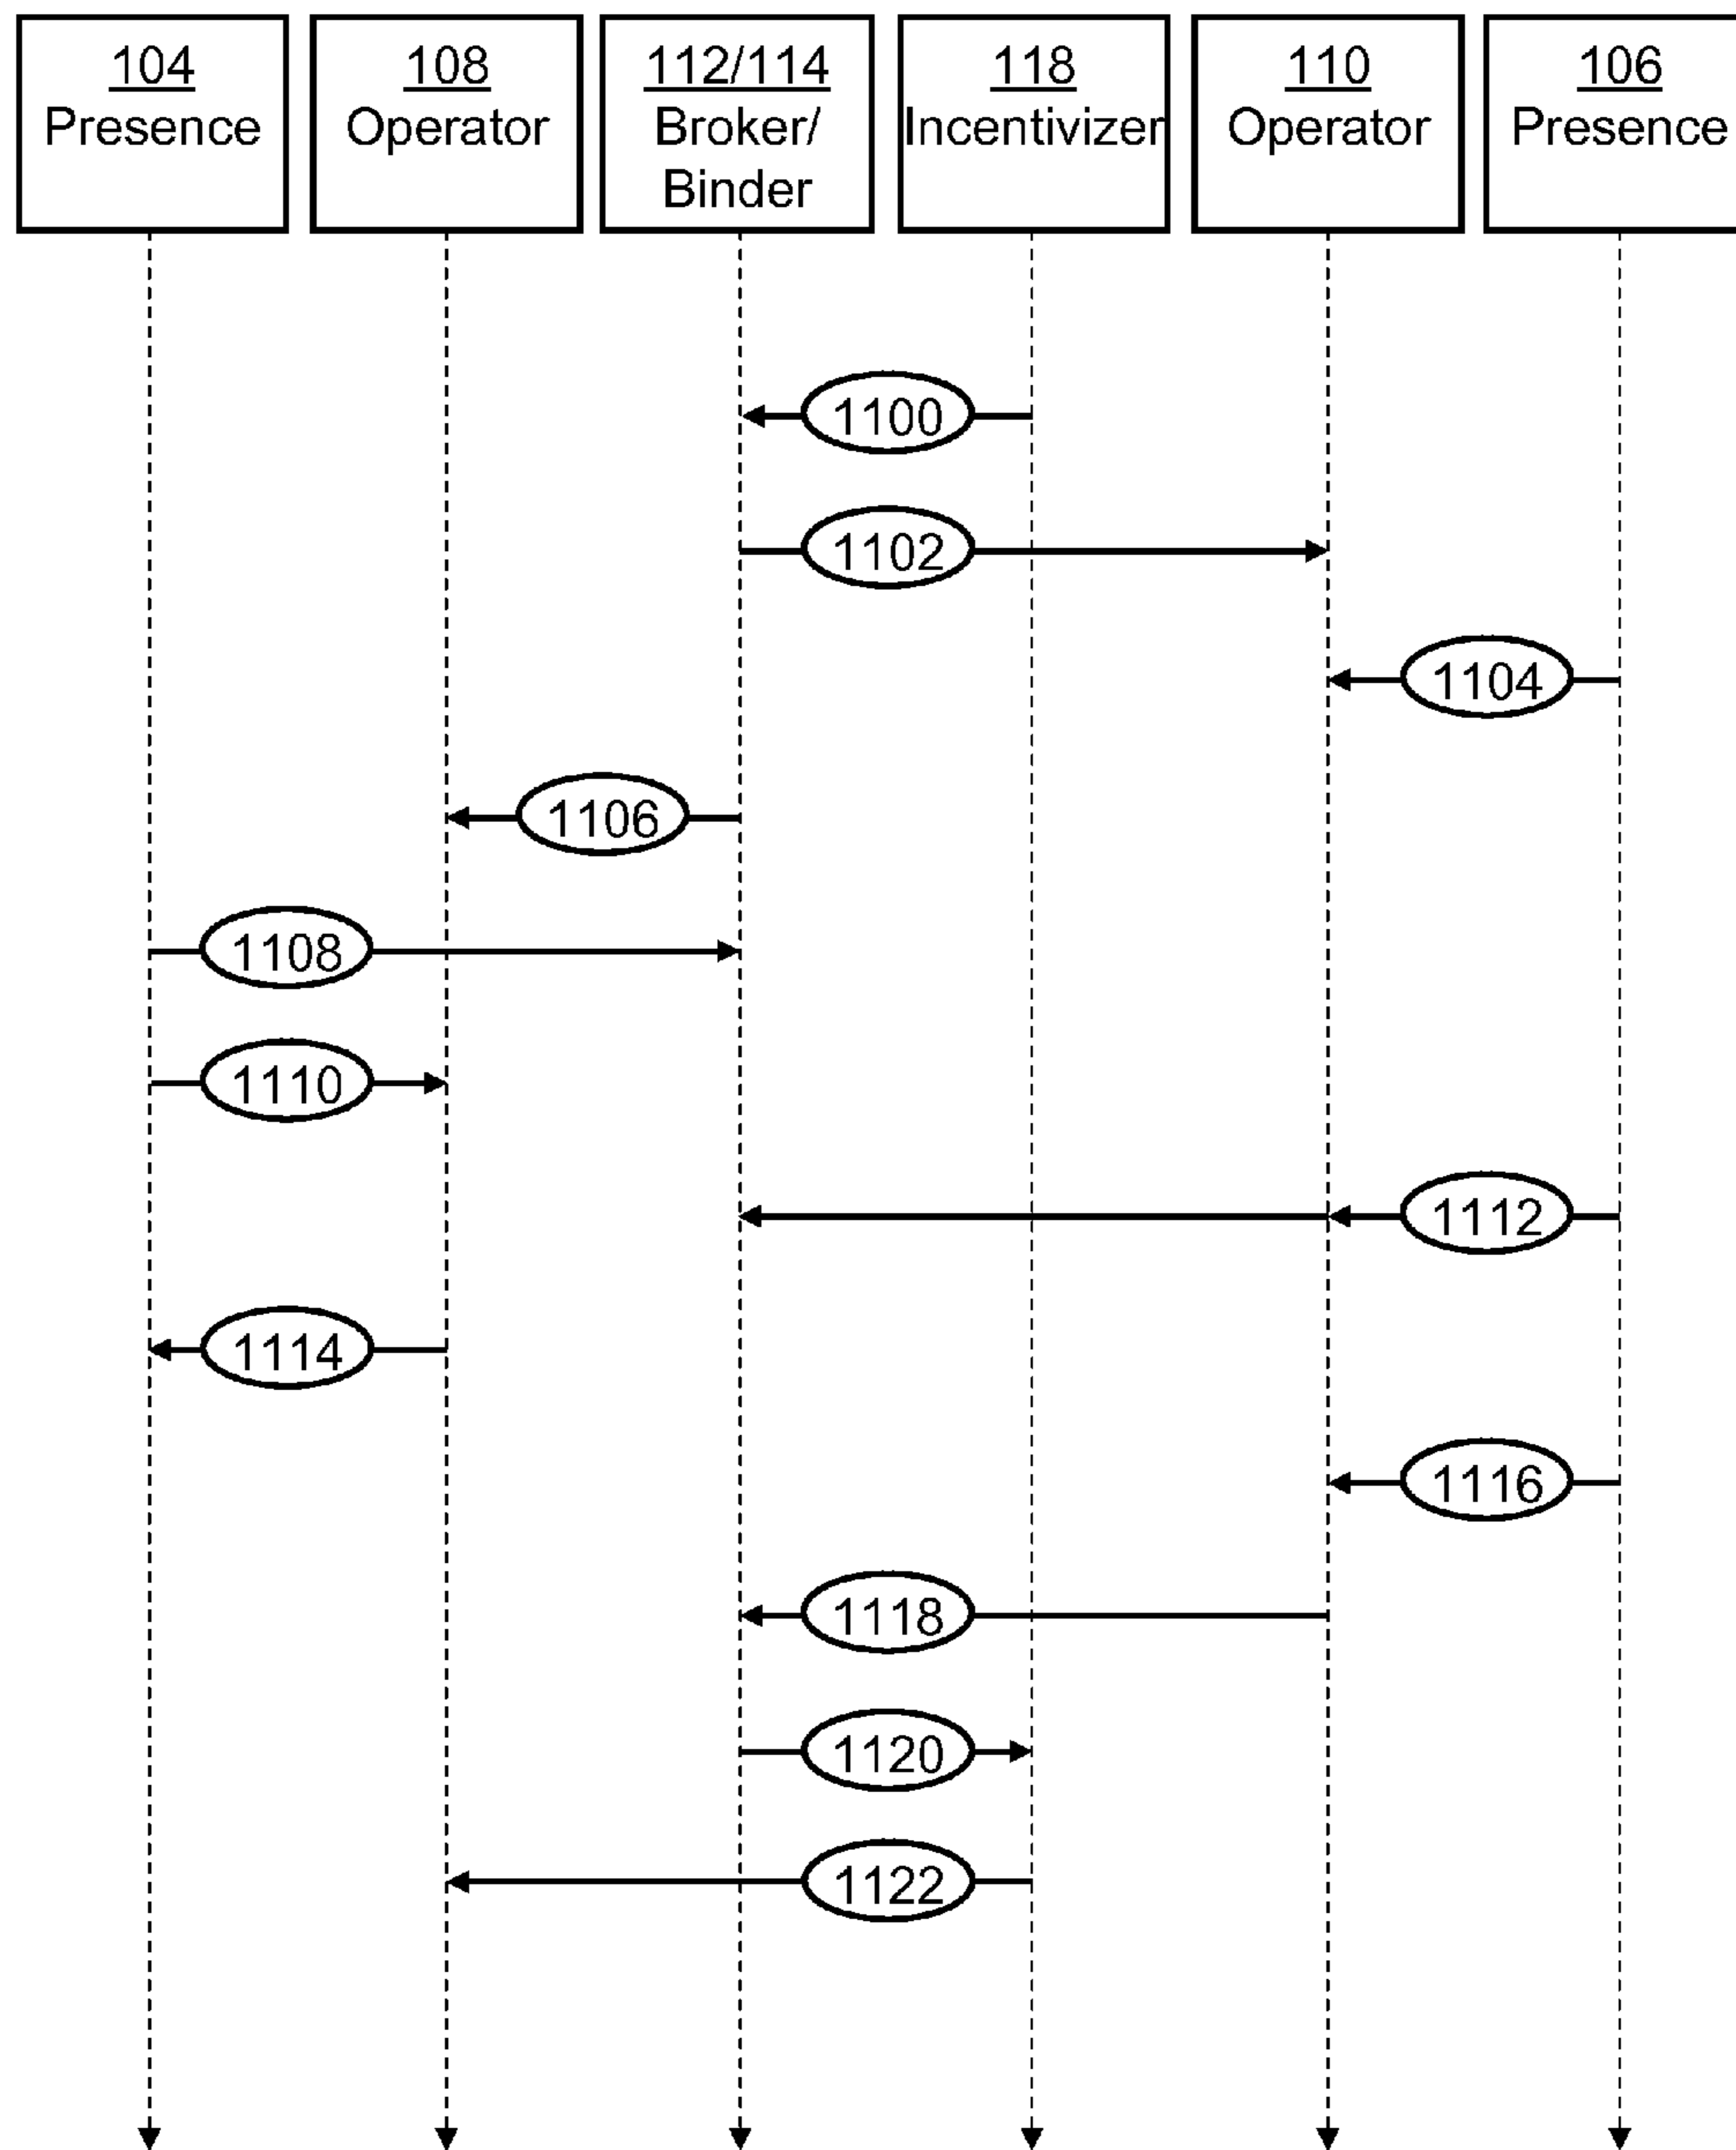 104
Presence
108
Operator
112/114
Broker/
Binder
118
Incentivizer
110
Operator
106
Presence
1100
1102
1104
1106
1108
1110
1112
1114
1116
1118
1120
1122